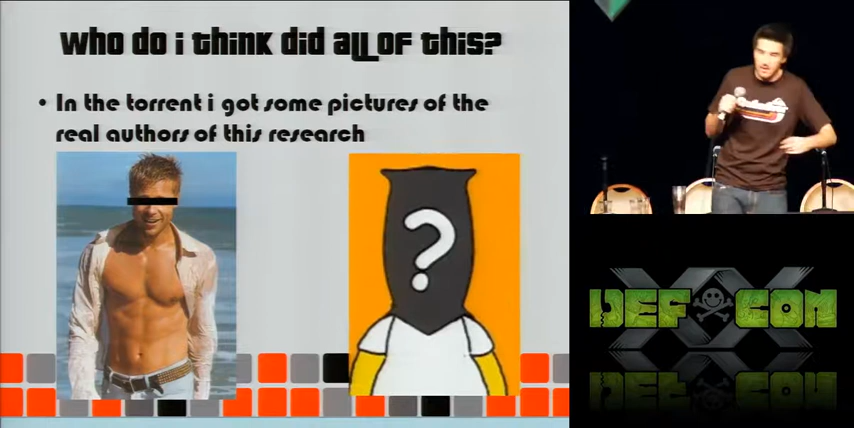 who do i think did all of this?
• In the torrent i got some pictures of the
real authors of this research
?
DEF CON
XX